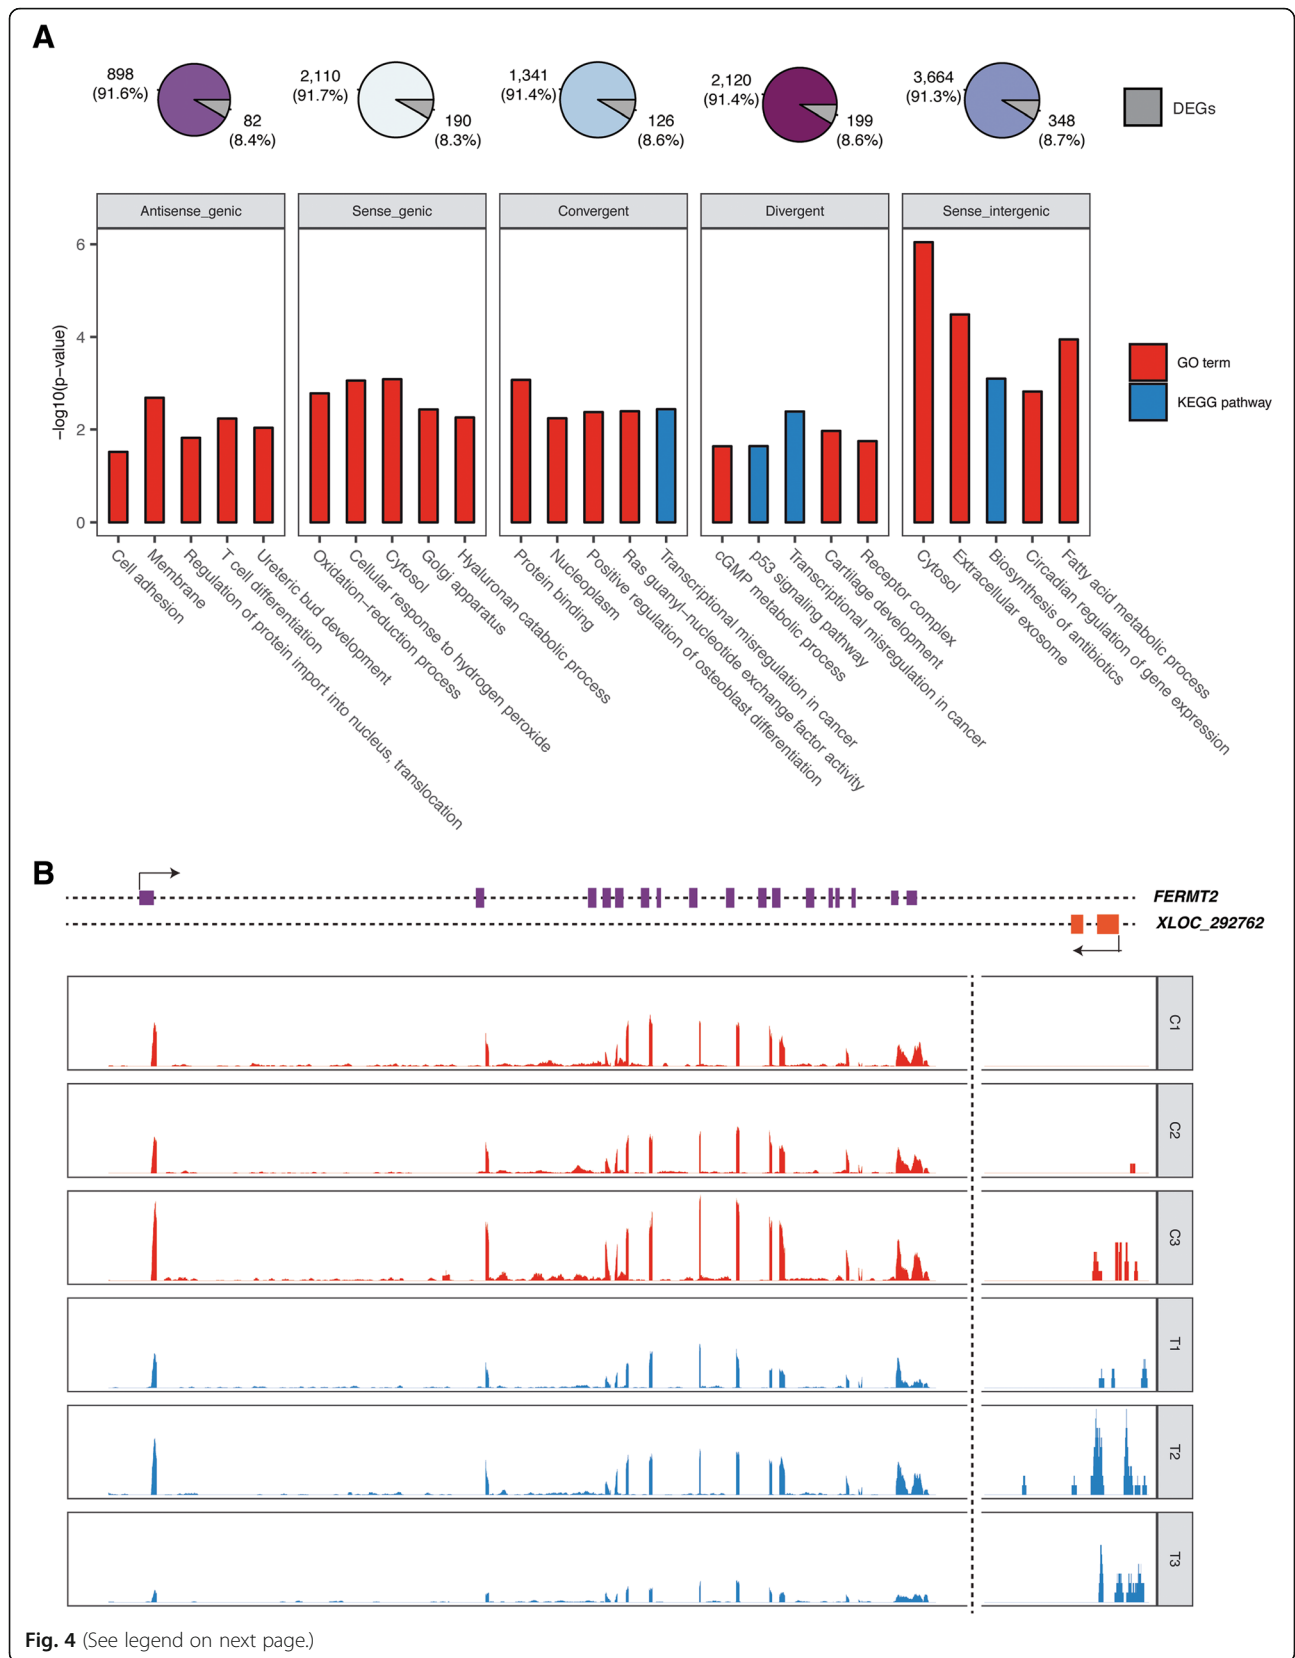 A
898
(91.6%)
82
(8.4%)
2,110
(91.7%)
190
(8.3%)
1,341
(91.4%)
126
(8.6%)
2,120
(91.4%)
199
(8.6%)
3,664
(91.3%)
348
(8.7%)
DEGs
Antisense_genic
Sense_genic
Convergent
Divergent
Sense_intergenic
−log10(p−value)
6
4
2
0
GO term
KEGG pathway
Cell adhesion
Membrane
Regulation of protein import into nucleus, translocation
T cell differentiation
Ureteric bud development
Oxidation−reduction process
Cellular response to hydrogen peroxide
Cytosol
Golgi apparatus
Hyaluronan catabolic process
Protein binding
Nucleoplasm
Positive regulation of osteoblast differentiation
Ras guanyl−nucleotide exchange factor activity
Transcriptional misregulation in cancer
cGMP metabolic process
p53 signaling pathway
Transcriptional misregulation in cancer
Cartilage development
Receptor complex
Cytosol
Extracellular exosome
Biosynthesis of antibiotics
Circadian regulation of gene expression
Fatty acid metabolic process
B
FERMT2
XLOC_292762
C1
C2
C3
T1
T2
T3
Fig. 4 (See legend on next page.)